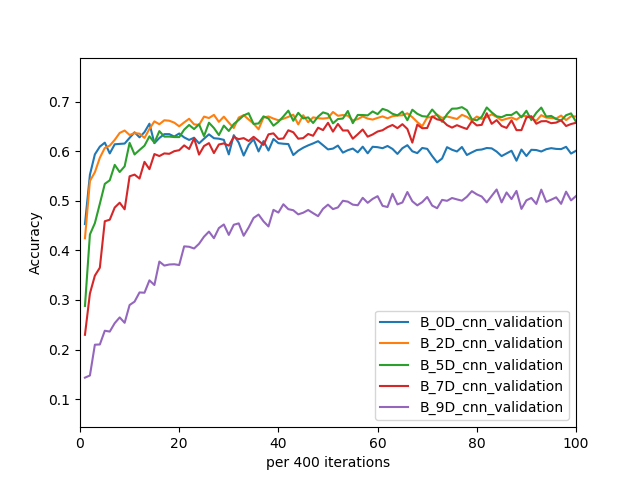 0.7
0.6
0.5
0.4
0.3
0.2
0.1
Accuracy
0 20 40 60 80 100
per 400 iterations
B_0D_cnn_validation
B_2D_cnn_validation
B_5D_cnn_validation
B_7D_cnn_validation
B_9D_cnn_validation